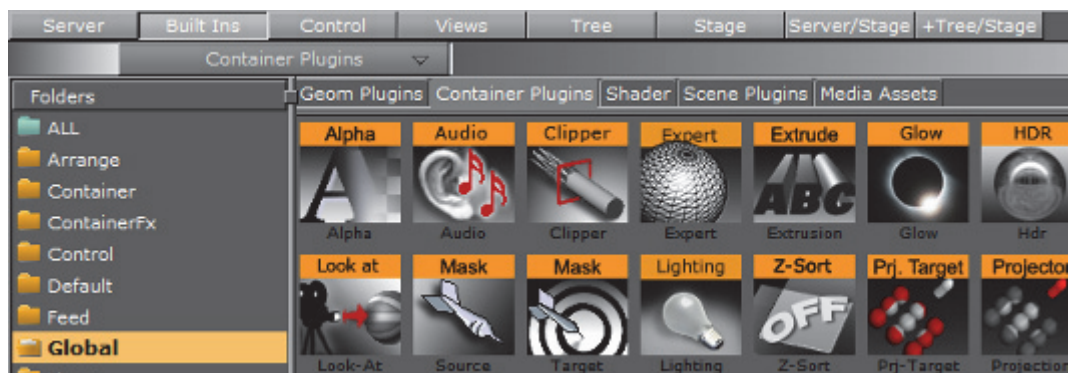 Server Built Ins Control Views Tree Stage Server/Stage +Tree/Stage
Container Plugins
Folders
Geom Plugins Container Plugins Shader Scene Plugins Media Assets
ALL
Arrange
Container
ContainerFx
Control
Default
Feed
Global
Alpha Audio Clipper Expert Extrude Glow HDR
ABC
Alpha Audio Clipper Expert Extrusion Glow Hdr
Look at Mask Mask Lighting Z-Sort Prj. Target Projector
OFF
Look-At Source Target Lighting Z-Sort Prj-Target Projection